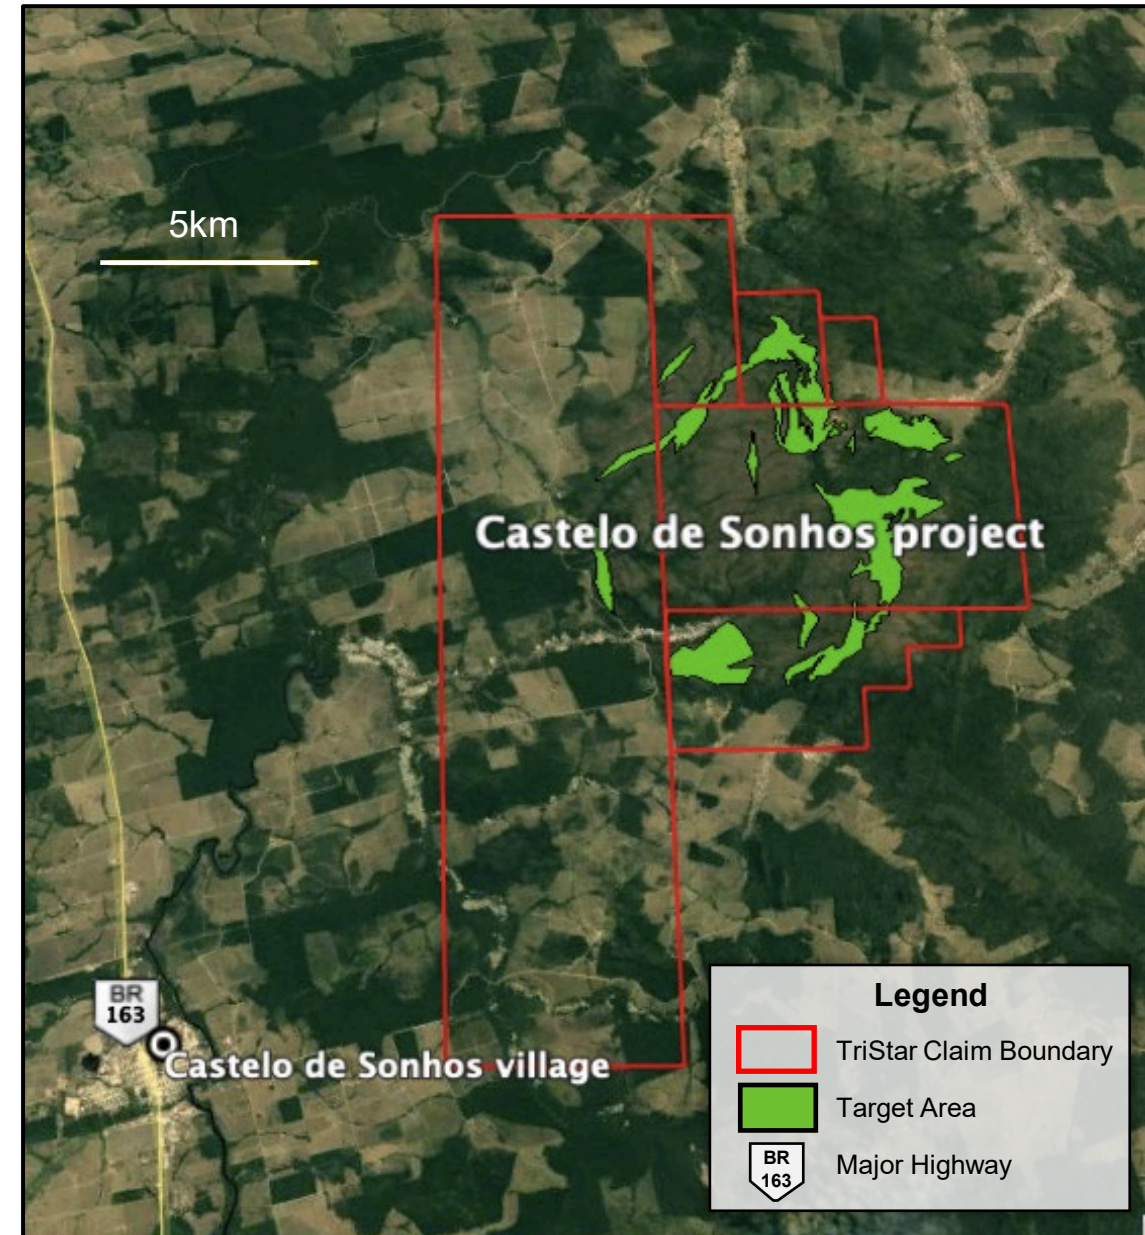 5km
Castelo de Sonhos project
BR
163
Castelo de Sonhos village
Legend
TriStar Claim Boundary
Target Area
BR
163
Major Highway